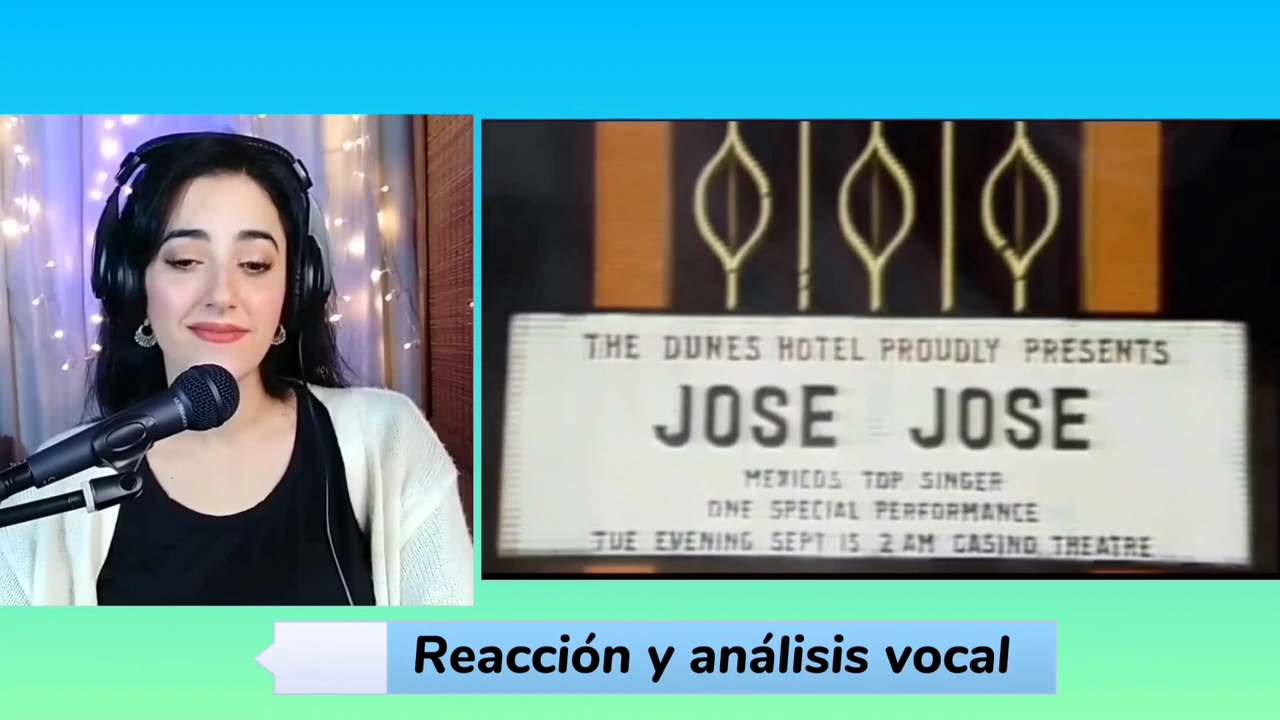 THE DUNES HOTEL PROUDLY PRESENTS
JOSE JOSE
MEXICOS TOP SINGER
ONE SPECIAL PERFORMANCE
TUE EVENING SEPT 15 2 AM CASINO THEATRE
Reacción y análisis vocal